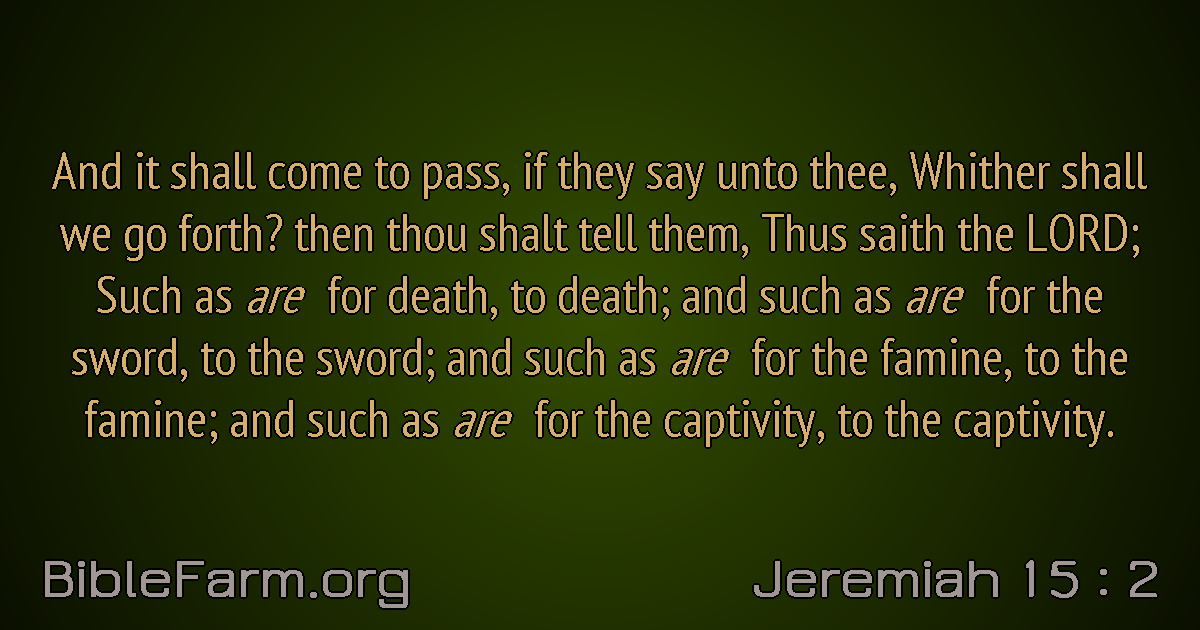 And it shall come to pass, if they say unto thee, Whither shall
we go forth? then thou shalt tell them, Thus saith the LORD;
Such as are for death, to death; and such as are for the
sword, to the sword; and such as are for the famine, to the
famine; and such as are for the captivity, to the captivity.
BibleFarm.org
Jeremiah 15 : 2